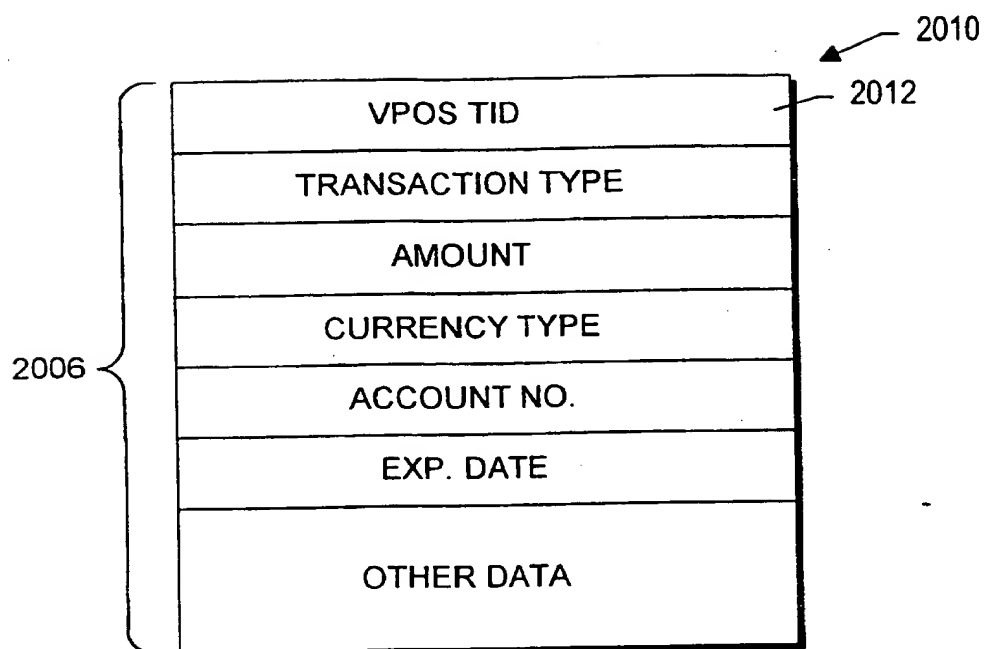 2010
2012
VPOS TID
TRANSACTION TYPE
AMOUNT
CURRENCY TYPE
2006
ACCOUNT NO.
EXP. DATE
OTHER DATA